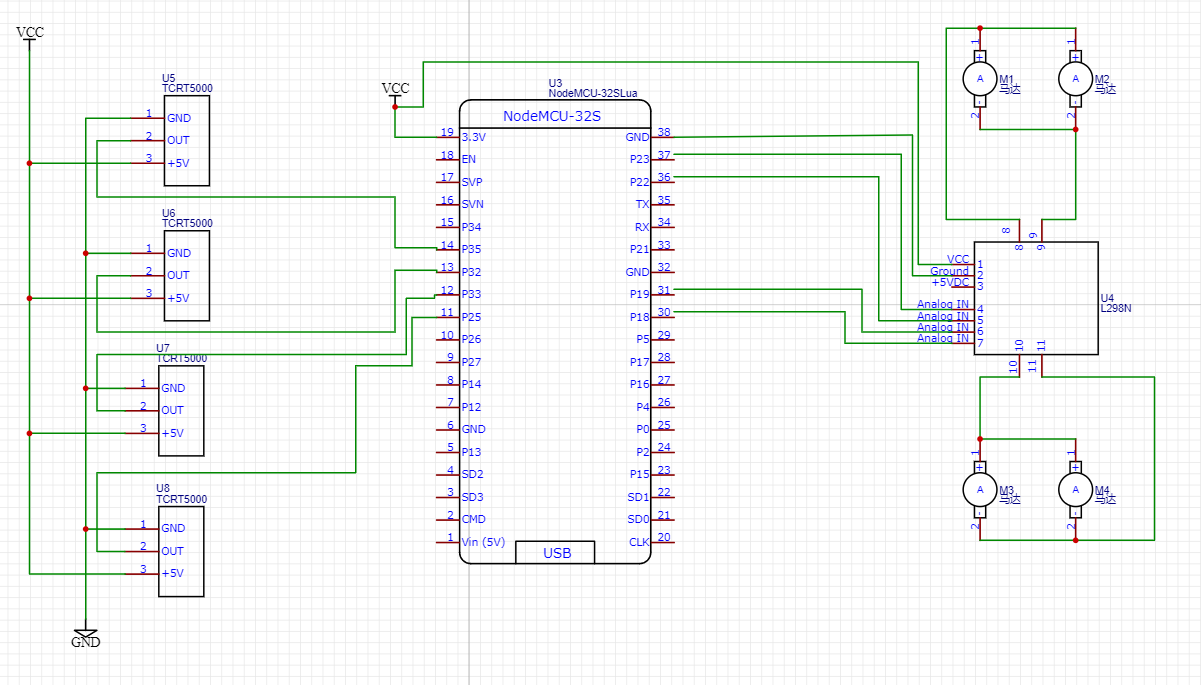 VCC
U5
TCRT5000
1 GND
2 OUT
3 +5V
U6
TCRT5000
1 GND
2 OUT
3 +5V
U7
TCRT5000
1 GND
2 OUT
3 +5V
U8
TCRT5000
1 GND
2 OUT
3 +5V
GND
VCC
U3
NodeMCU-32SLua
NodeMCU-32S
19 3.3V
18 EN
17 SVP
16 SVN
15 P34
14 P35
13 P32
12 P33
11 P25
10 P26
9 P27
8 P14
7 P12
6 GND
5 P13
4 SD2
3 SD3
2 CMD
1 Vin (5V)
GND 38
P23 37
P22 36
TX 35
RX 34
P21 33
GND 32
P19 31
P18 30
P5 29
P17 28
P16 27
P4 26
P0 25
P2 24
P15 23
SD1 22
SD0 21
CLK 20
USB
1
+
A
-
2
M1
马达
1
+
A
-
2
M2
马达
8 9
8 9
VCC 1
Ground 2
+5VDC 3
Analog IN 4
Analog IN 5
Analog IN 6
Analog IN 7
U4
L298N
10 11
10 11
1
+
A
-
2
M3
马达
1
+
A
-
2
M4
马达